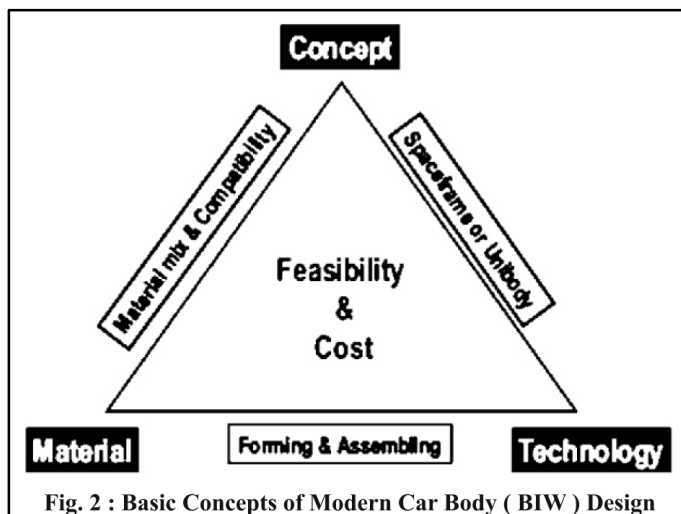 Concept
Material mix & Compatibility
Spaceframe or Unibody
Feasibility
&
Cost
Material
Forming & Assembling
Technology
Fig. 2 : Basic Concepts of Modern Car Body ( BIW ) Design